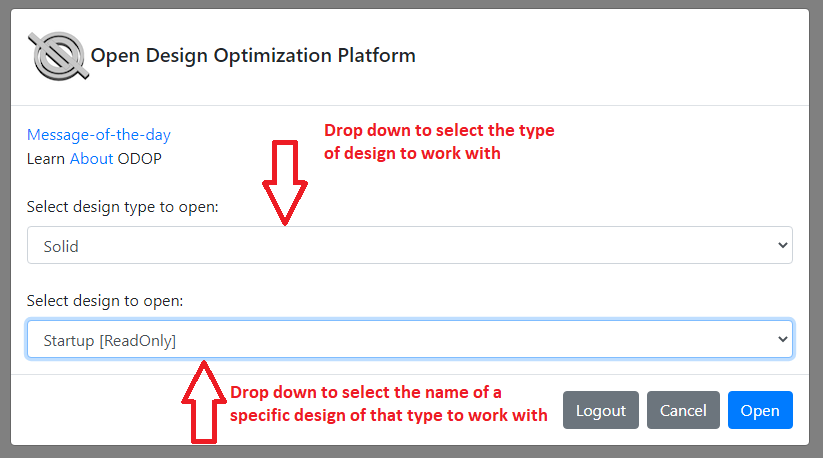 Open Design Optimization Platform
Message-of-the-day
Learn About ODOP
Drop down to select the type
of design to work with
Select design type to open:
Solid
Select design to open:
Startup [ReadOnly]
Drop down to select the name of a
specific design of that type to work with
Logout Cancel Open